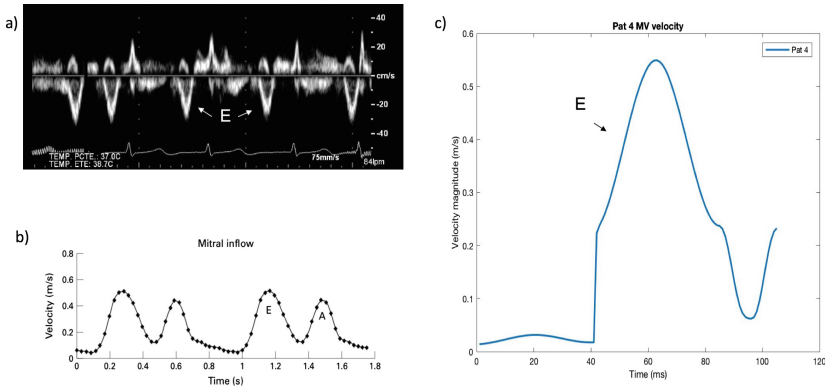 a)
40
20
cm/s
-20
-40
E
TEMP. PCTE.: 37.0C
TEMP. ETE: 38.7C
75mm/s
84lpm
b)
Mitral inflow
Velocity (m/s)
0.8
0.6
0.4
0.2
0
E
A
0 0.2 0.4 0.6 0.8 1 1.2 1.4 1.6 1.8
Time (s)
c)
Pat 4 MV velocity
Pat 4
Velocity magnitude (m/s)
0.6
0.5
0.4
0.3
0.2
0.1
0
E
0 20 40 60 80 100 120
Time (ms)